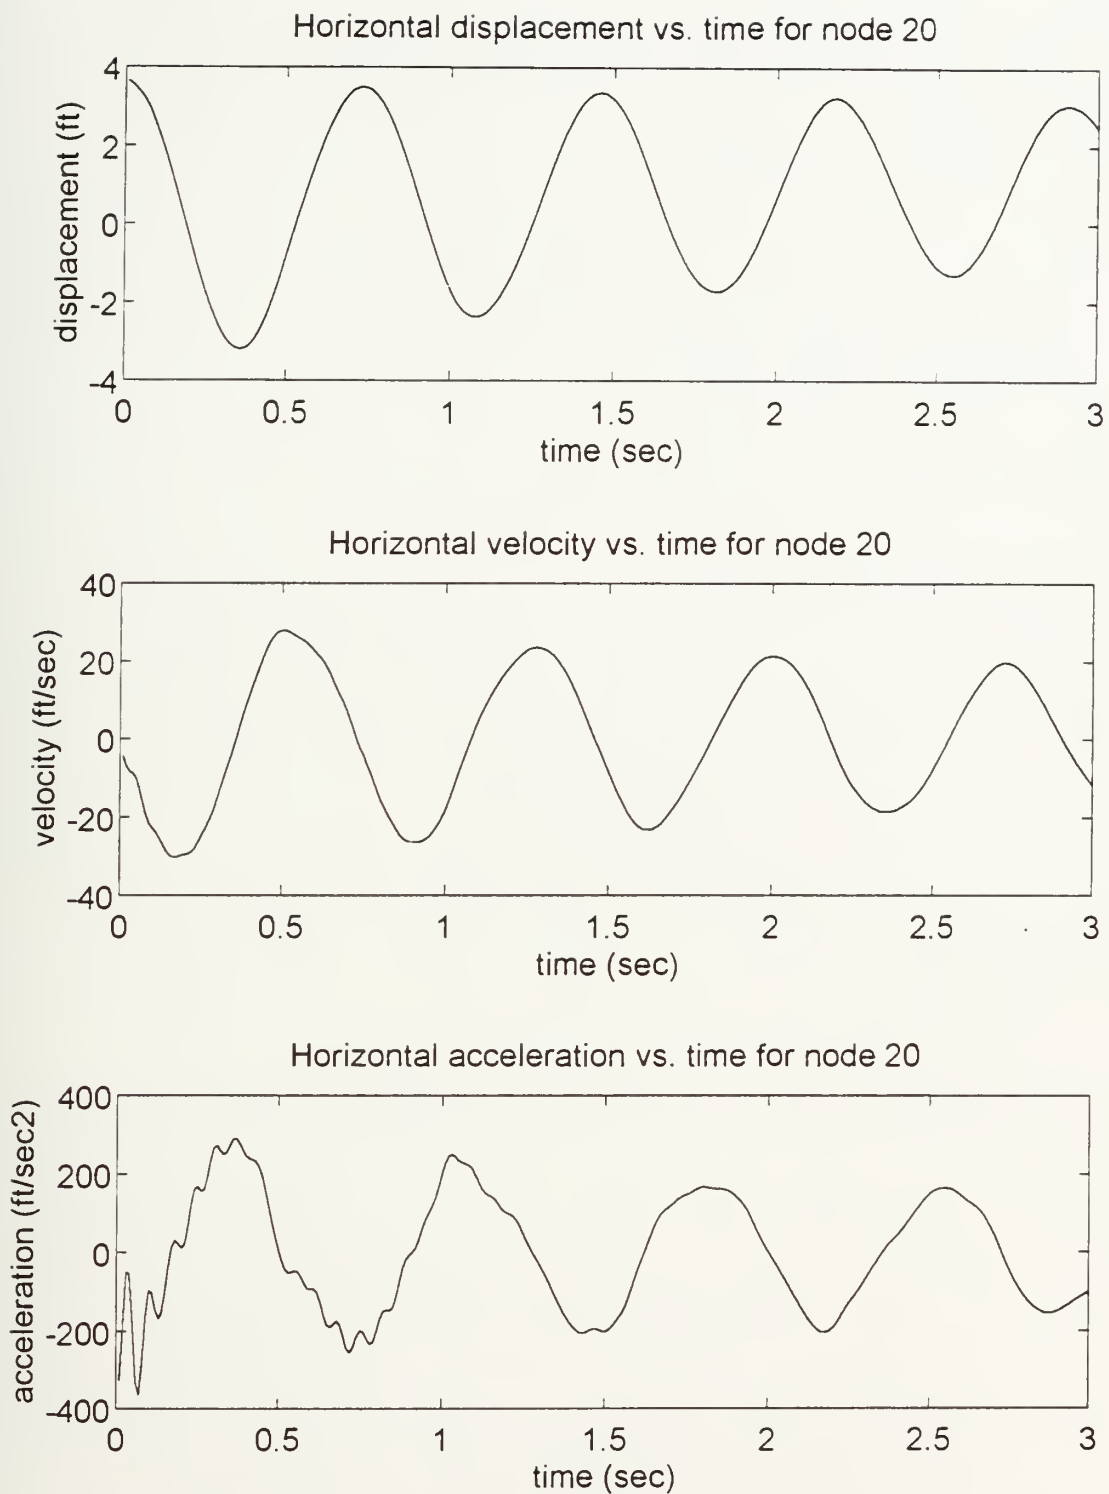 Horizontal displacement vs. time for node 20
displacement (ft)
4
2
0
-2
-4
0 0.5 1 1.5 2 2.5 3
time (sec)
Horizontal velocity vs. time for node 20
velocity (ft/sec)
40
20
0
-20
-40
0 0.5 1 1.5 2 2.5 3
time (sec)
Horizontal acceleration vs. time for node 20
acceleration (ft/sec2)
400
200
0
-200
-400
0 0.5 1 1.5 2 2.5 3
time (sec)